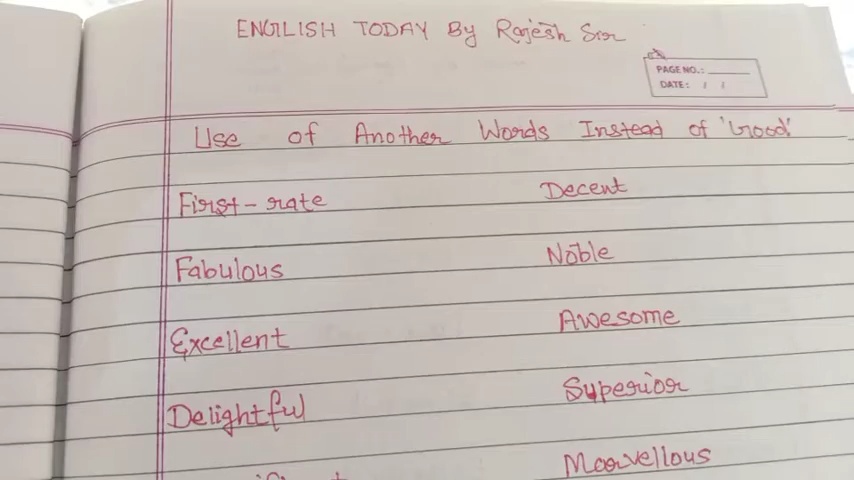 ENGLISH TODAY By Rajesh Sir
PAGE NO.:
DATE: / /
Use of Another Words Instead of 'Good'
First-rate Decent
Fabulous Noble
Excellent Awesome
Delightful Superior
Marvellous